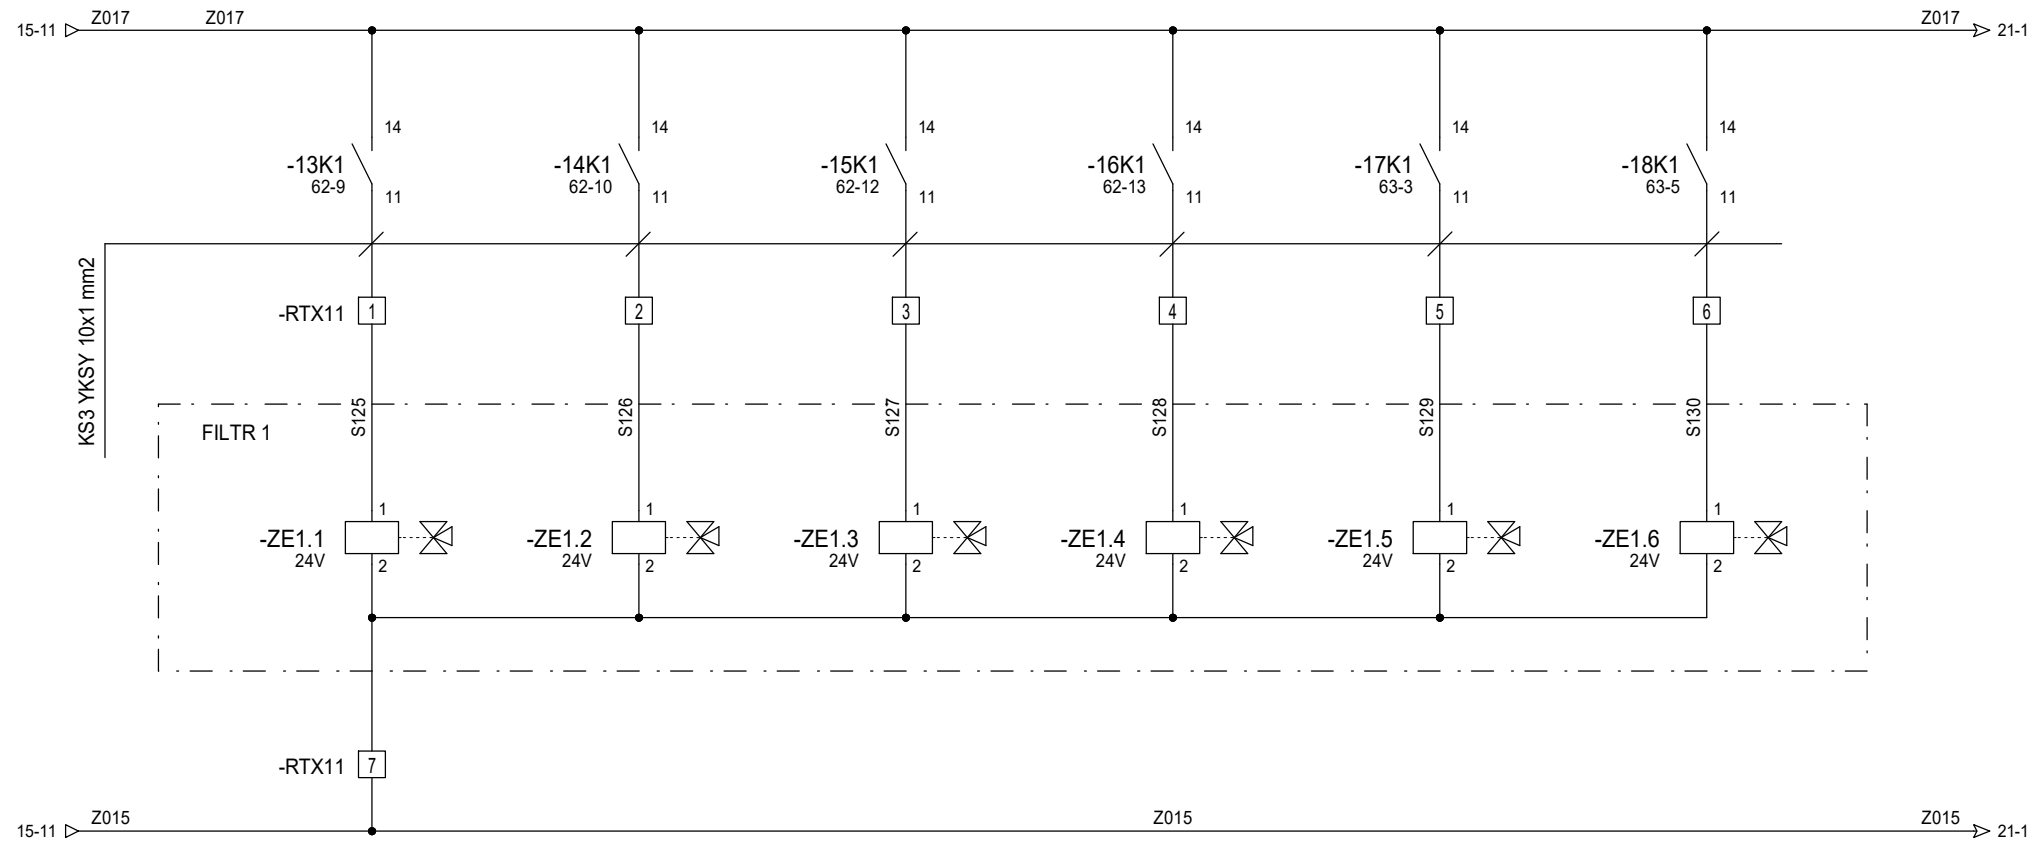 Z017 Z017 Z017
15-11 21-1
14 14 14 14 14 14
-13K1 -14K1 -15K1 -16K1 -17K1 -18K1
62-9 62-10 62-12 62-13 63-3 63-5
11 11 11 11 11 11
KS3 YKSY 10x1 mm2
-RTX11 1 2 3 4 5 6
S125 S126 S127 S128 S129 S130
FILTR 1
1 1 1 1 1 1
-ZE1.1 -ZE1.2 -ZE1.3 -ZE1.4 -ZE1.5 -ZE1.6
24V 24V 24V 24V 24V 24V
2 2 2 2 2 2
-RTX11 7
Z015 Z015 Z015
15-11 21-1